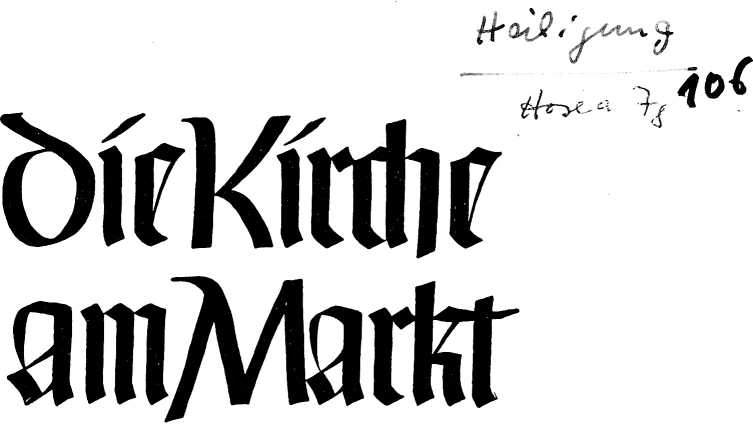 Heiligung
Hosea 7,8
106
Die Kirche
am Markt